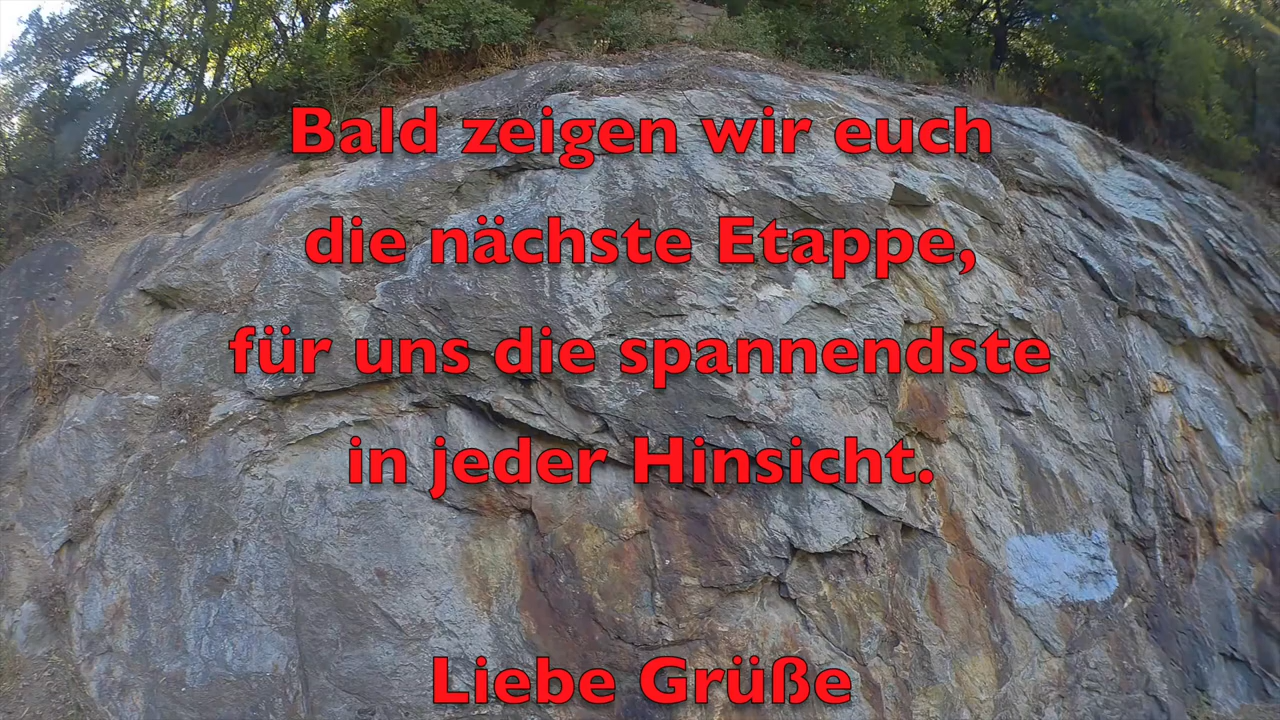 Bald zeigen wir euch
die nächste Etappe,
für uns die spannendste
in jeder Hinsicht.
Liebe Grüße